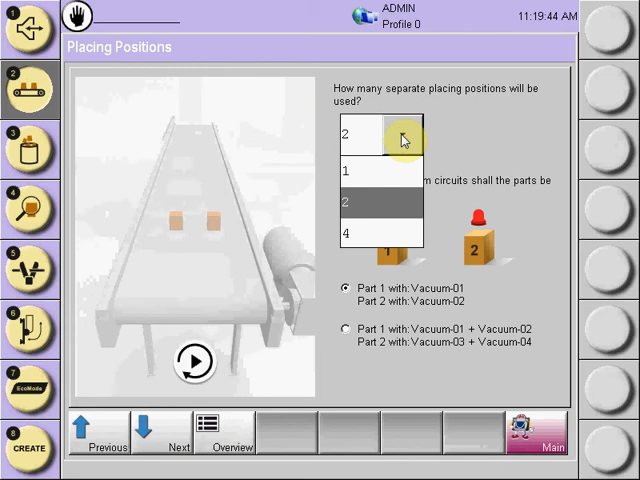 ADMIN
Profile 0
11:19:44 AM
Placing Positions
1
2
3
4
5
6
7
EcoMode
8
CREATE
How many separate placing positions will be
used?
2
1
2
4
m circuits shall the parts be
1
2
Part 1 with:Vacuum-01
Part 2 with:Vacuum-02
Part 1 with:Vacuum-01 + Vacuum-02
Part 2 with:Vacuum-03 + Vacuum-04
Previous
Next
Overview
Main